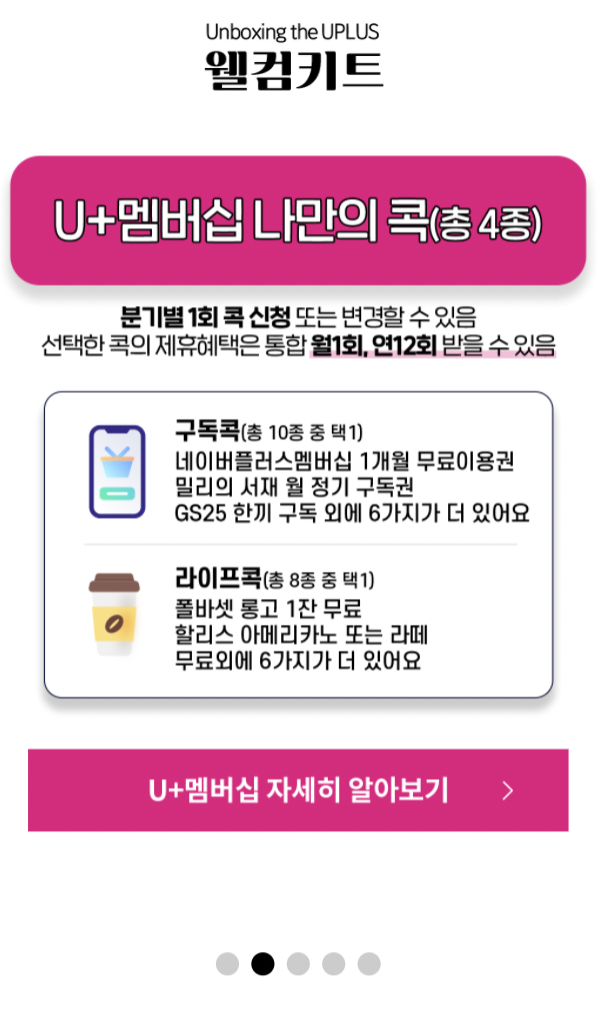 Unboxing the UPLUS
웰컴키트
U+멤버십 나만의 콕(총 4종)
분기별 1회 콕 신청 또는 변경할 수 있음
선택한 콕의 제휴혜택은 통합 월1회, 연12회 받을 수 있음
구독콕(총 10종 중 택1)
네이버플러스멤버십 1개월 무료이용권
밀리의 서재 월 정기 구독권
GS25 한끼 구독 외에 6가지가 더 있어요
라이프콕(총 8종 중 택1)
폴바셋 룽고 1잔 무료
할리스 아메리카노 또는 라떼
무료외에 6가지가 더 있어요
U+멤버십 자세히 알아보기